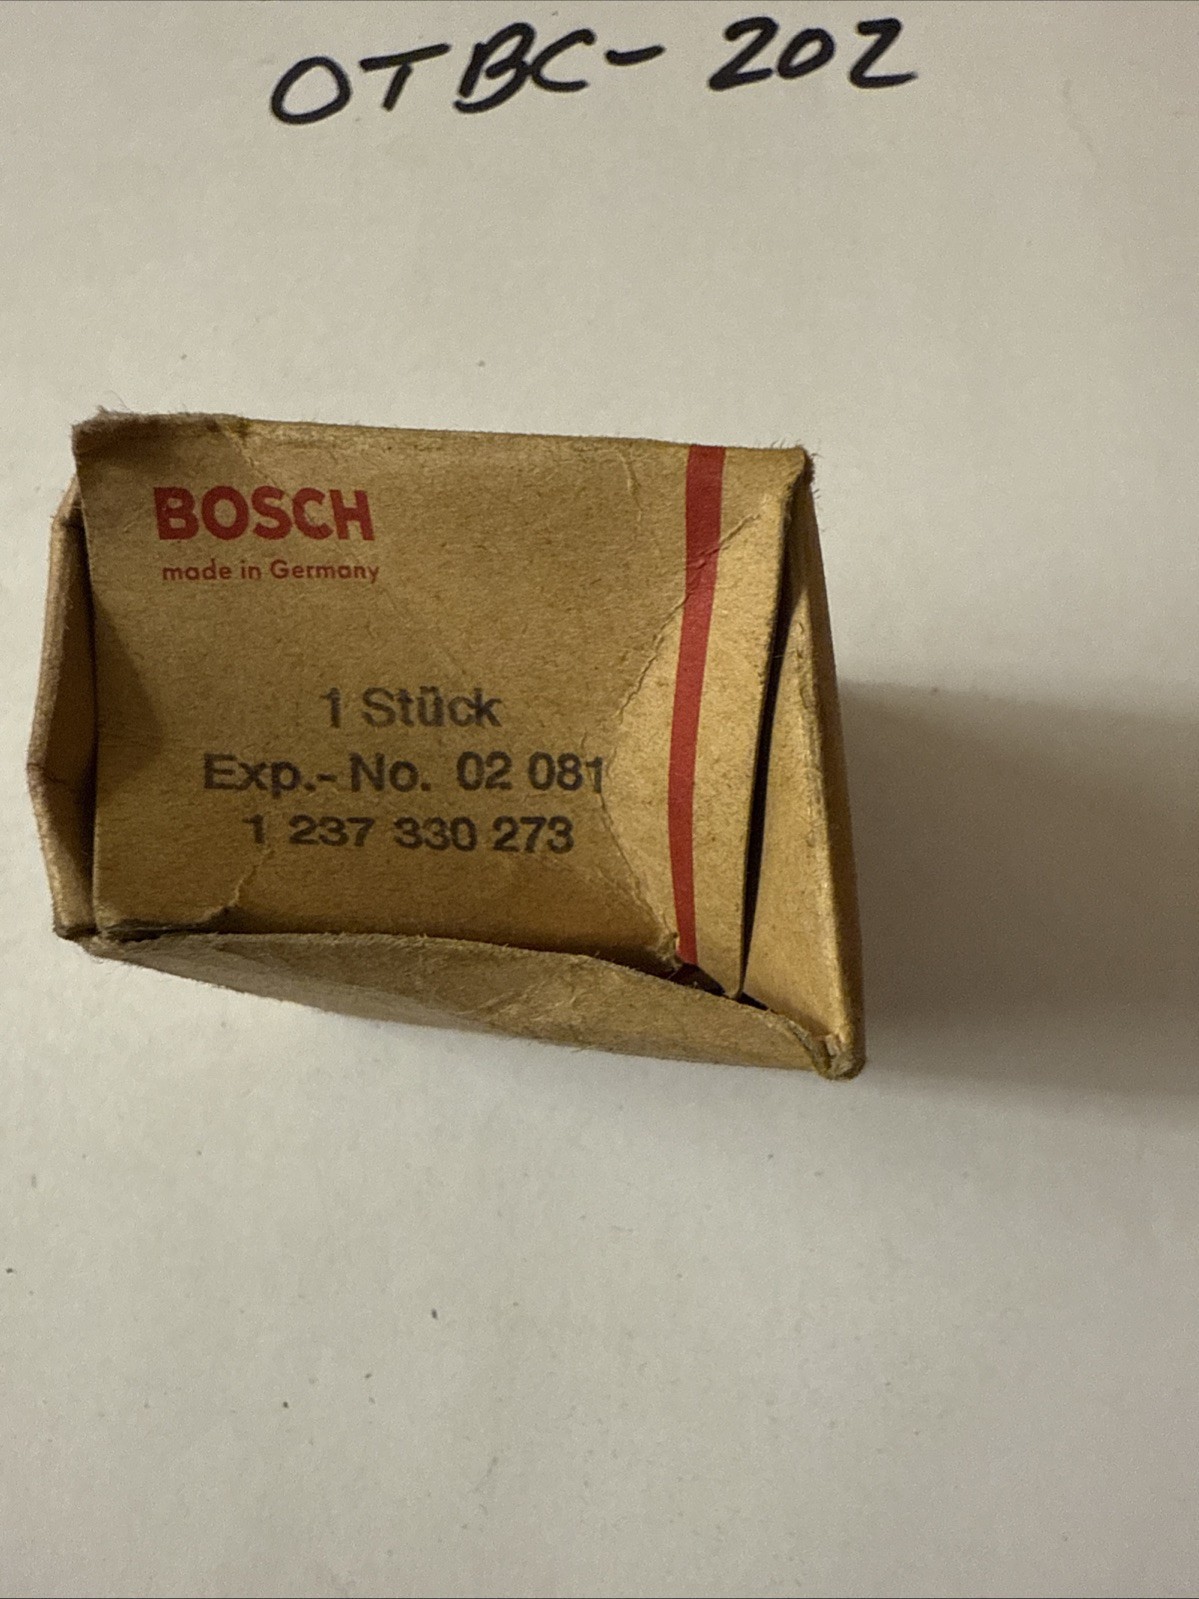 OTBC-202
BOSCH
made in Germany
1 Stück
Exp.-No. 02 081
1 237 330 273